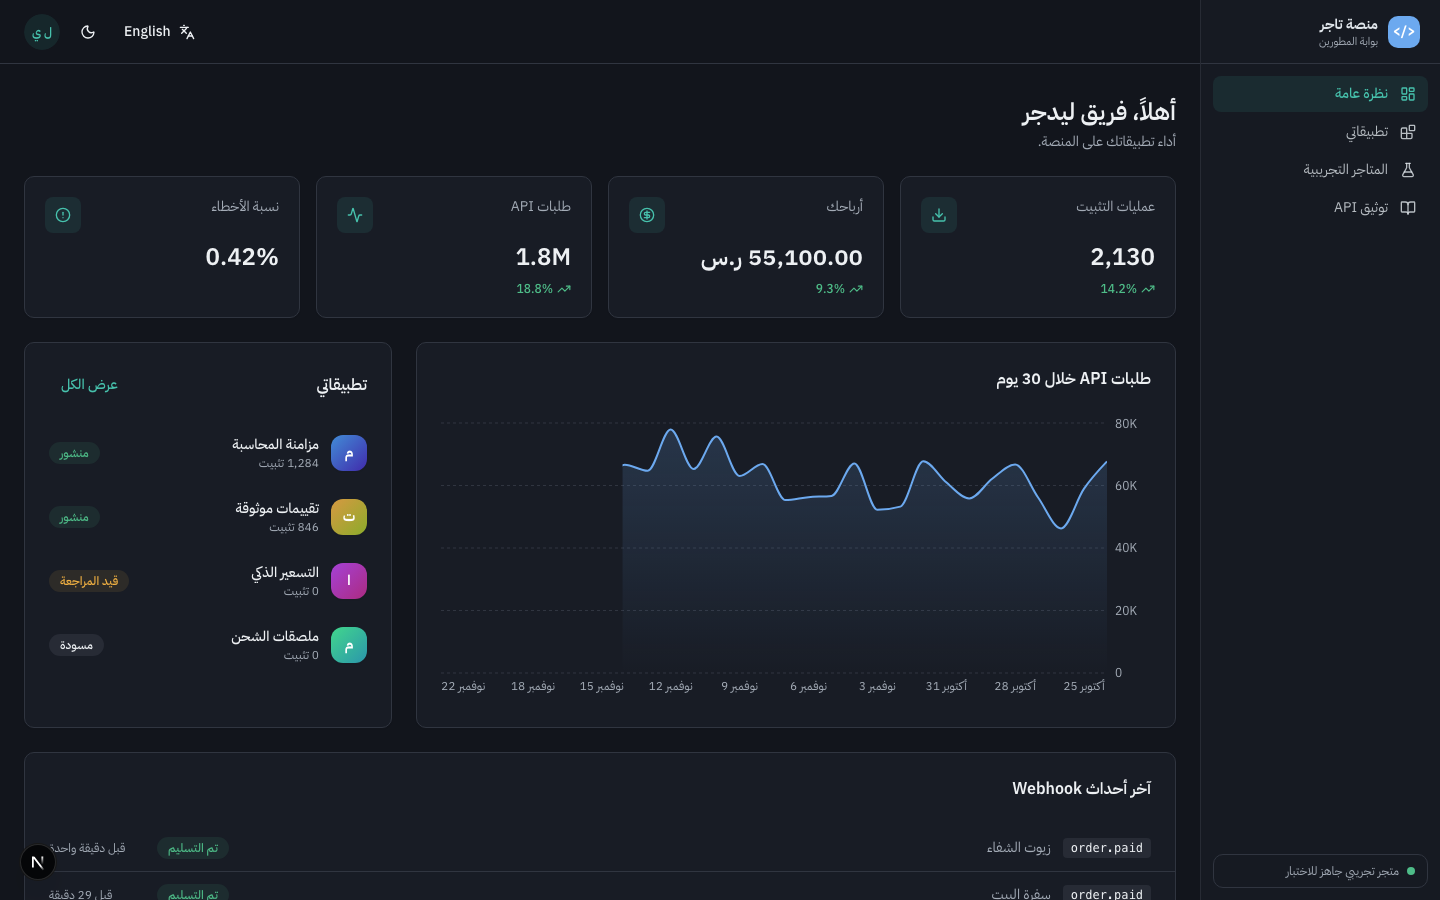 منصة تاجر
بوابة المطورين
نظرة عامة
تطبيقاتي
المتاجر التجريبية
توثيق API
متجر تجريبي جاهز للاختبار
English
ل ي
أهلاً، فريق ليدجر
أداء تطبيقاتك على المنصة.
عمليات التثبيت
2,130
14.2%
أرباحك
55,100.00 ر.س
9.3%
طلبات API
1.8M
18.8%
نسبة الأخطاء
0.42%
طلبات API خلال 30 يوم
80K
60K
40K
20K
0
25 أكتوبر
28 أكتوبر
31 أكتوبر
3 نوفمبر
6 نوفمبر
9 نوفمبر
12 نوفمبر
15 نوفمبر
18 نوفمبر
22 نوفمبر
تطبيقاتي
عرض الكل
م
مزامنة المحاسبة
1,284 تثبيت
منشور
ت
تقييمات موثوقة
846 تثبيت
منشور
ا
التسعير الذكي
0 تثبيت
قيد المراجعة
م
ملصقات الشحن
0 تثبيت
مسودة
آخر أحداث Webhook
order.paid زيوت الشفاء تم التسليم قبل دقيقة واحدة
order.paid سفرة البيت تم التسليم قبل 29 دقيقة
N